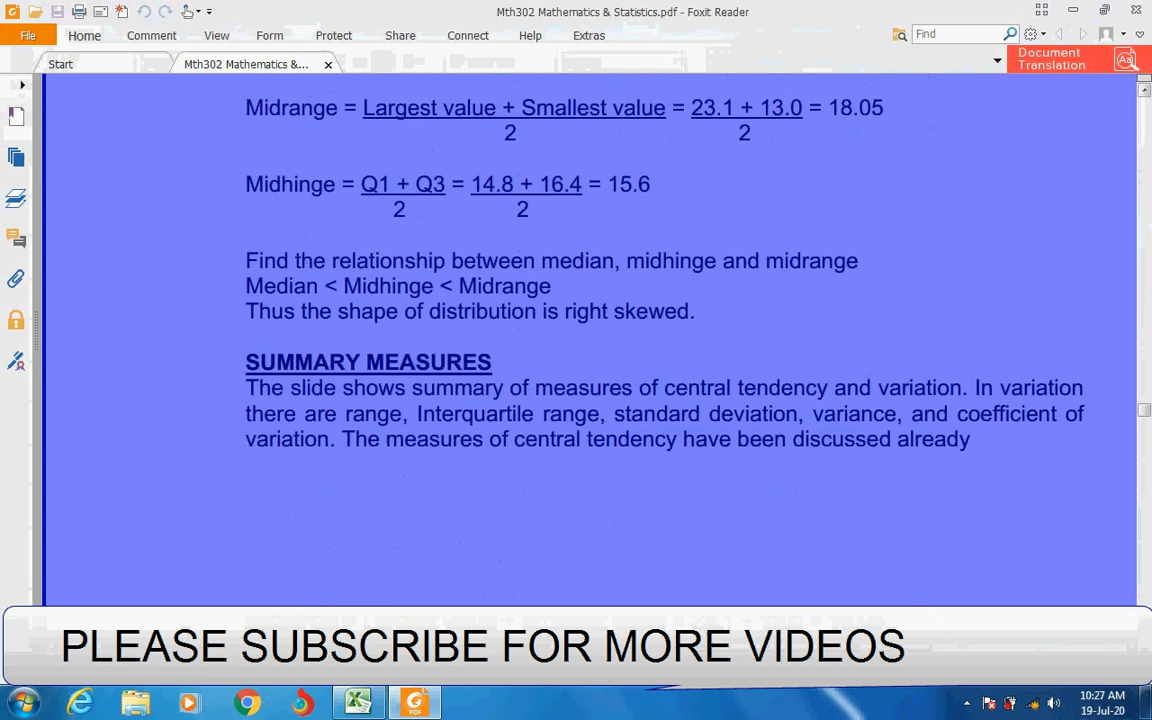 Mth302 Mathematics & Statistics.pdf - Foxit Reader
File Home Comment View Form Protect Share Connect Help Extras Find
Start Mth302 Mathematics &... Document Translation
Midrange = Largest value + Smallest value = 23.1 + 13.0 = 18.05
2 2
Midhinge = Q1 + Q3 = 14.8 + 16.4 = 15.6
2 2
Find the relationship between median, midhinge and midrange
Median < Midhinge < Midrange
Thus the shape of distribution is right skewed.
SUMMARY MEASURES
The slide shows summary of measures of central tendency and variation. In variation
there are range, Interquartile range, standard deviation, variance, and coefficient of
variation. The measures of central tendency have been discussed already
PLEASE SUBSCRIBE FOR MORE VIDEOS
10:27 AM
19-Jul-20